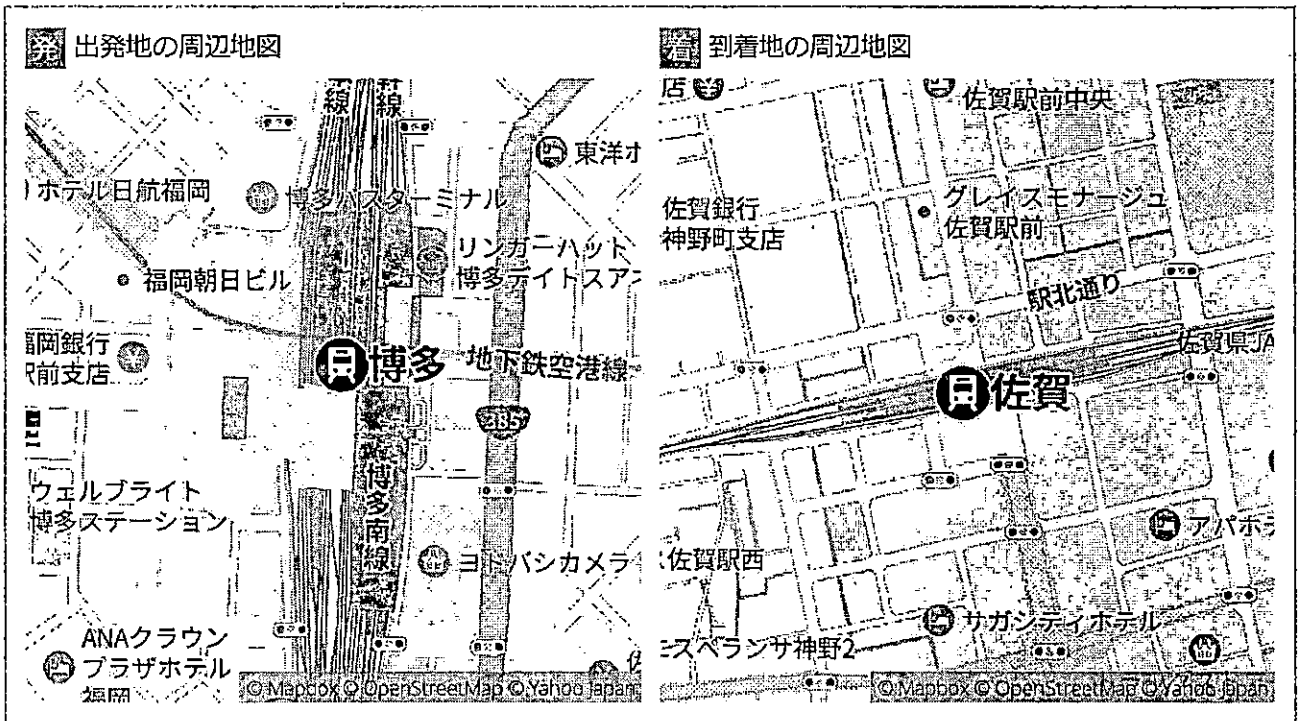 発 出発地の周辺地図
幹線
東洋ホ
ホテル日航福岡
博多バスターミナル
リンガーハット
博多デイトスア
福岡朝日ビル
福岡銀行
駅前支店
博多
地下鉄空港線
385
博多南線
ウェルブライト
博多ステーション
ヨドバシカメラ
ANAクラウン
プラザホテル
福岡
© Mapbox © OpenStreetMap © Yahoo Japan
着 到着地の周辺地図
店
佐賀駅前中央
佐賀銀行
神野町支店
グレイスモナージュ
佐賀駅前
駅北通り
佐賀県JA
佐賀
アパホテ
佐賀駅西
サガシティホテル
エスペランサ神野2
© Mapbox © OpenStreetMap © Yahoo Japan